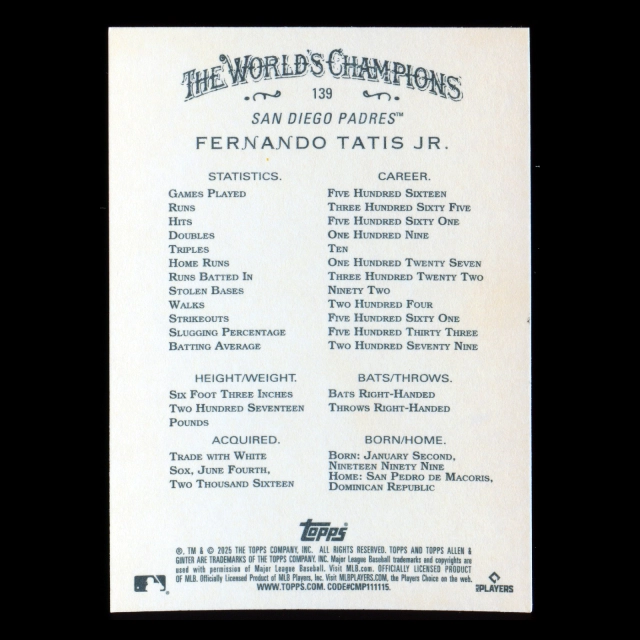 THE WORLD'S CHAMPIONS
139
SAN DIEGO PADRES™
FERNANDO TATIS JR.
STATISTICS. CAREER.
GAMES PLAYED FIVE HUNDRED SIXTEEN
RUNS THREE HUNDRED SIXTY FIVE
HITS FIVE HUNDRED SIXTY ONE
DOUBLES ONE HUNDRED NINE
TRIPLES TEN
HOME RUNS ONE HUNDRED TWENTY SEVEN
RUNS BATTED IN THREE HUNDRED TWENTY TWO
STOLEN BASES NINETY TWO
WALKS TWO HUNDRED FOUR
STRIKEOUTS FIVE HUNDRED SIXTY ONE
SLUGGING PERCENTAGE FIVE HUNDRED THIRTY THREE
BATTING AVERAGE TWO HUNDRED SEVENTY NINE
HEIGHT/WEIGHT.
SIX FOOT THREE INCHES
TWO HUNDRED SEVENTEEN
POUNDS
BATS/THROWS.
BATS RIGHT-HANDED
THROWS RIGHT-HANDED
ACQUIRED.
TRADE WITH WHITE
SOX, JUNE FOURTH,
TWO THOUSAND SIXTEEN
BORN/HOME.
BORN: JANUARY SECOND,
NINETEEN NINETY NINE
HOME: SAN PEDRO DE MACORIS,
DOMINICAN REPUBLIC
Topps
®, TM & © 2025 THE TOPPS COMPANY, INC. ALL RIGHTS RESERVED. TOPPS AND TOPPS ALLEN &
GINTER ARE TRADEMARKS OF THE TOPPS COMPANY, INC. Major League Baseball trademarks and copyrights are
used with permission of Major League Baseball. Visit MLB.com. OFFICIALLY LICENSED PRODUCT
OF MLB. Officially Licensed Product of MLB Players, Inc. Visit MLBPLAYERS.COM, the Players Choice on the web.
WWW.TOPPS.COM. CODE#CMP111115.
PLAYERS